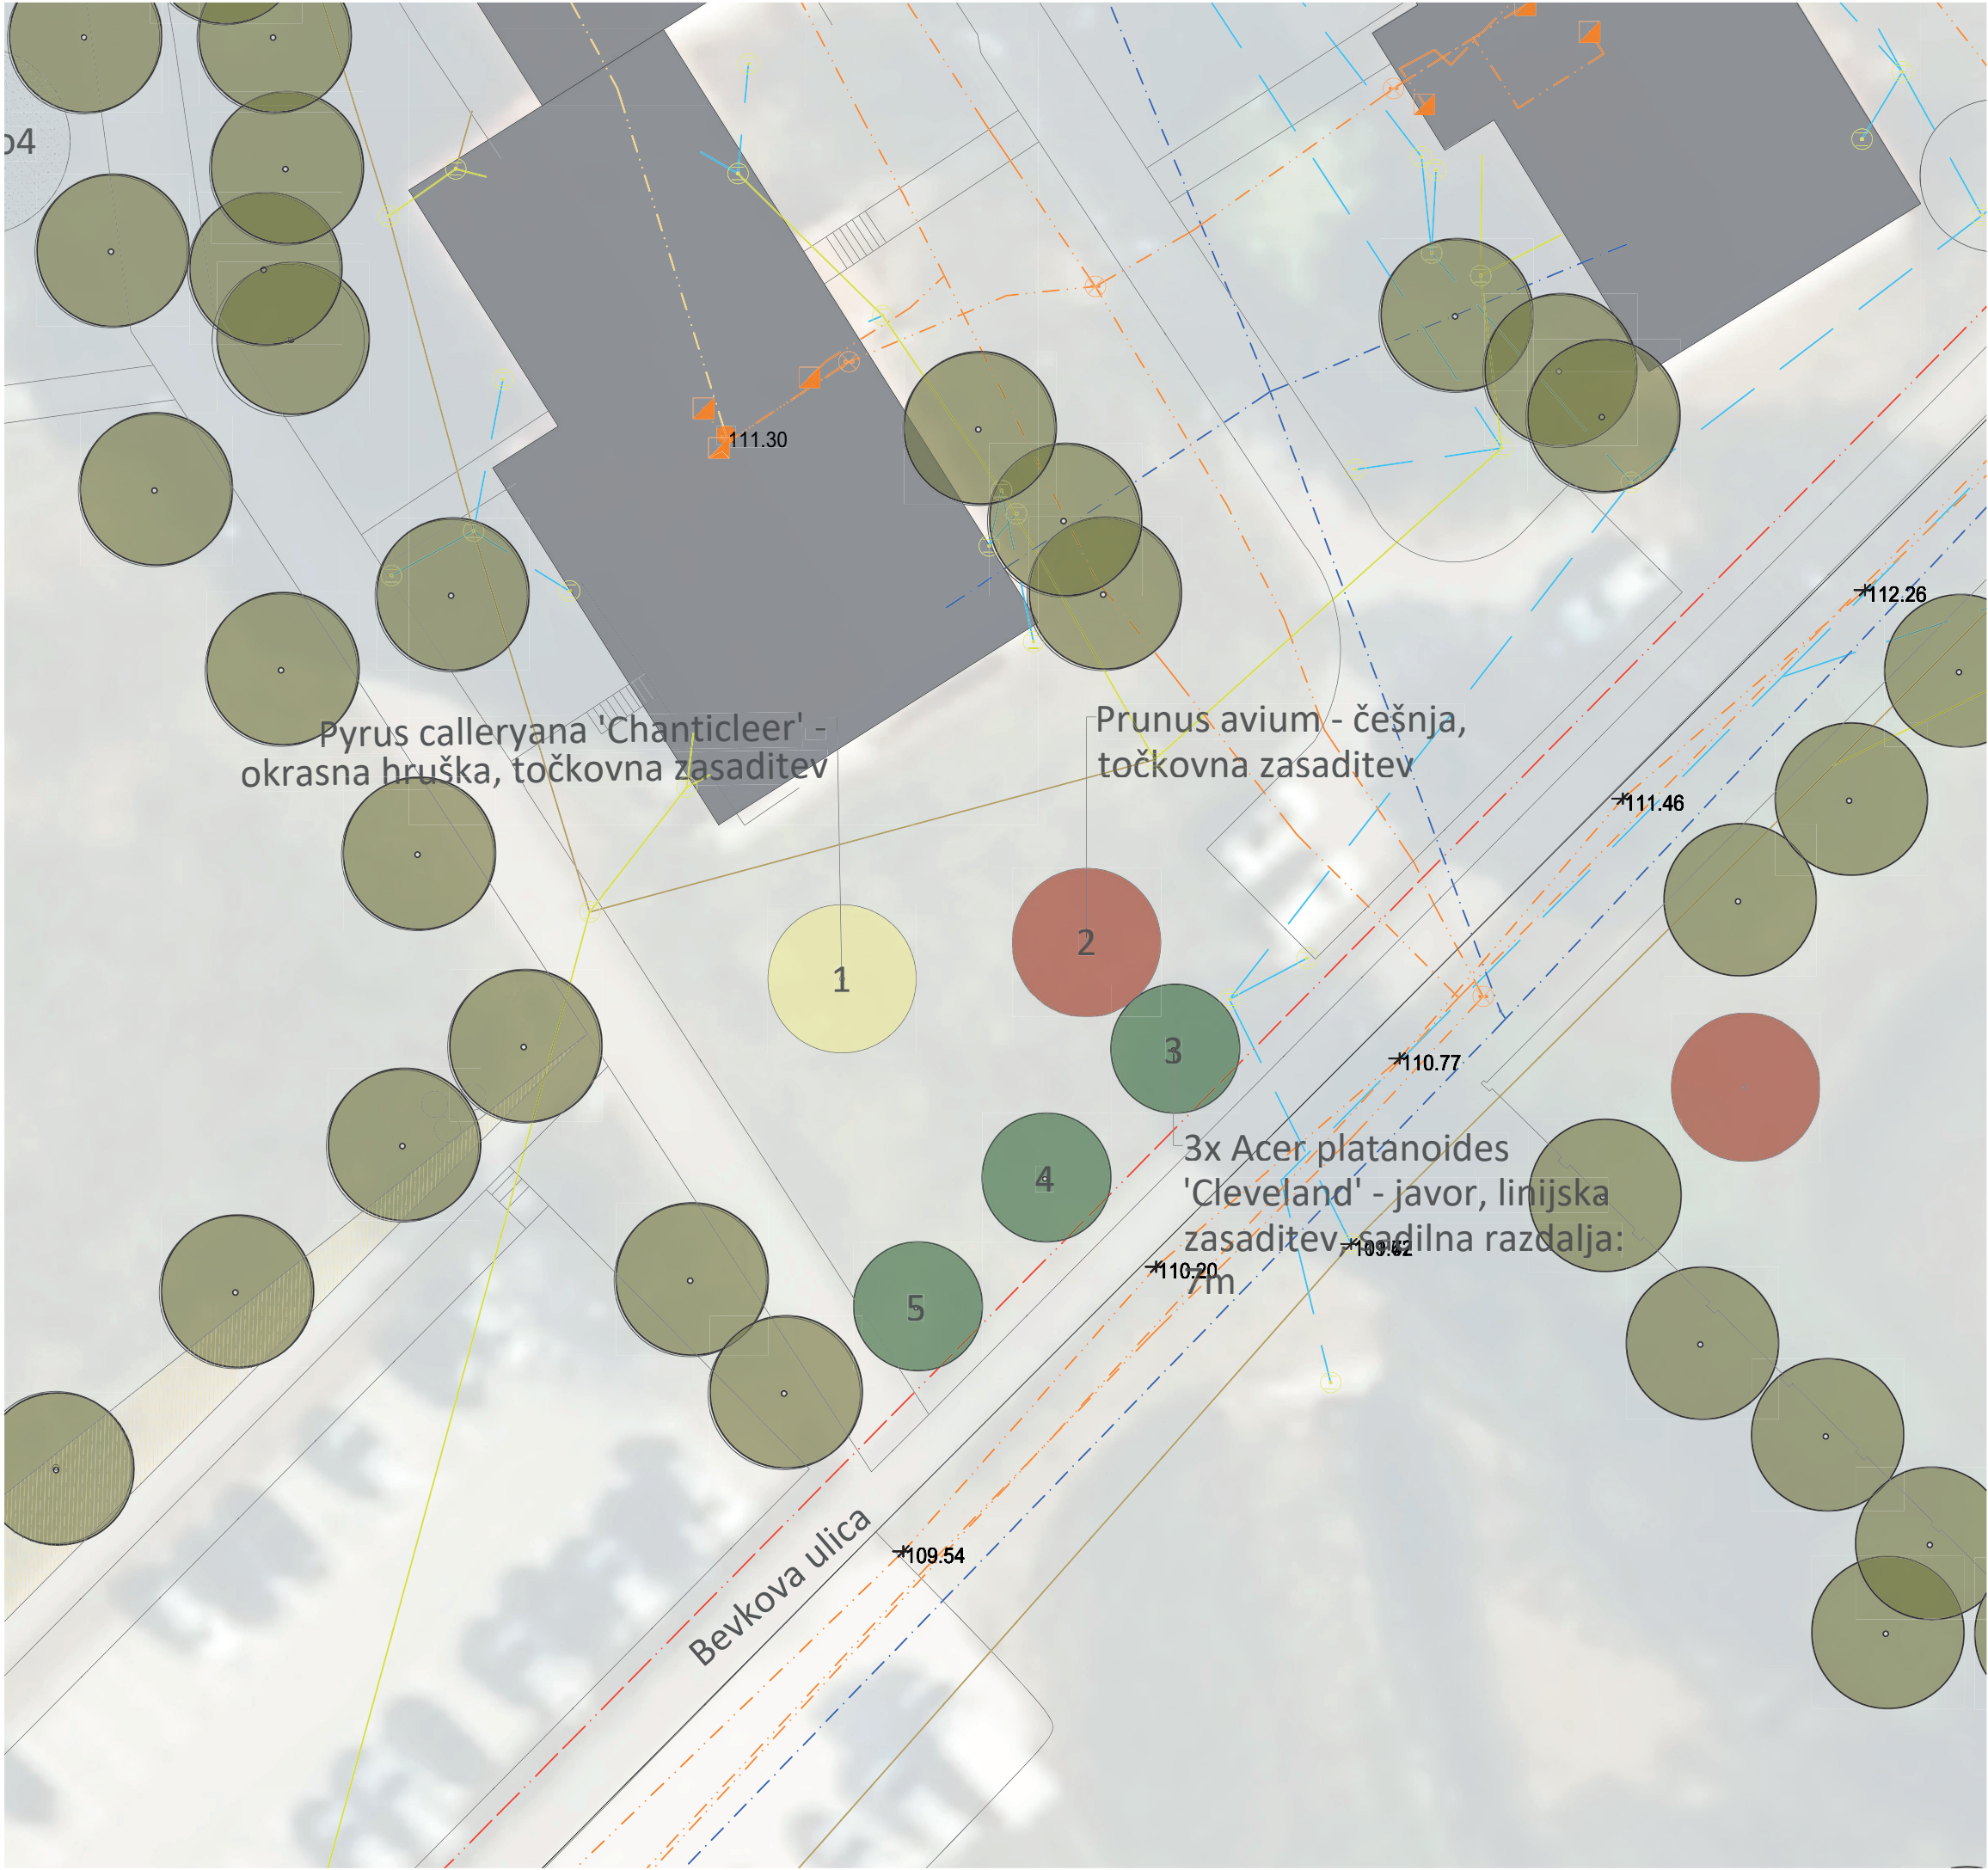 111.30
112.26
Pyrus calleryana 'Chanticleer' -
okrasna hruška, točkovna zasaditev
Prunus avium - češnja,
točkovna zasaditev
111.46
1
2
3
110.77
3x Acer platanoides
'Cleveland' - javor, linijska
zasaditev, sadilna razdalja:
7m
4
110.20
5
Bevkova ulica
109.54